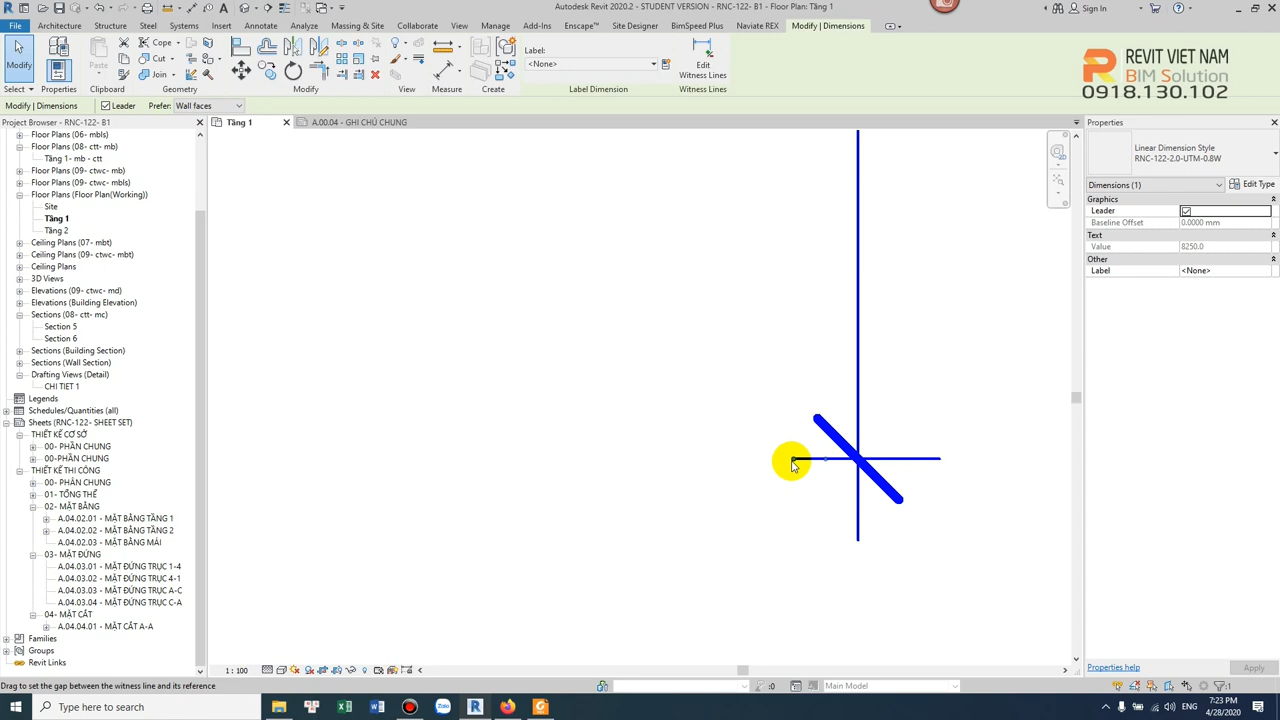 Autodesk Revit 2020.2 - STUDENT VERSION - RNC-122- B1 - Floor Plan: Tầng 1
Sign In
File Architecture Structure Steel Systems Insert Annotate Analyze Massing & Site Collaborate View Manage Add-Ins Enscape™ Site Designer BimSpeed Plus Naviate REX Modify | Dimensions
Modify
Properties
Paste
Clipboard
Cope
Cut
Join
Geometry
Modify
View
Measure
Create
Label:
<None>
Label Dimension
Edit
Witness Lines
Witness Lines
REVIT VIET NAM
BIM Solution
0918.130.102
Modify | Dimensions Leader Prefer: Wall faces
Project Browser - RNC-122- B1
Floor Plans (06- mbls)
Floor Plans (08- ctt- mb)
Tầng 1- mb - ctt
Floor Plans (09- ctwc- mb)
Floor Plans (09- ctwc- mbls)
Floor Plans (Floor Plan(Working))
Site
Tầng 1
Tầng 2
Ceiling Plans (07- mbt)
Ceiling Plans (09- ctwc- mbt)
Ceiling Plans
3D Views
Elevations (09- ctwc- md)
Elevations (Building Elevation)
Sections (08- ctt- mc)
Section 5
Section 6
Sections (Building Section)
Sections (Wall Section)
Drafting Views (Detail)
CHI TIET 1
Legends
Schedules/Quantities (all)
Sheets (RNC-122- SHEET SET)
THIẾT KẾ CƠ SỞ
00- PHẦN CHUNG
00-PHẦN CHUNG
THIẾT KẾ THI CÔNG
00- PHẦN CHUNG
01- TỔNG THỂ
02- MẶT BẰNG
A.04.02.01 - MẶT BẰNG TẦNG 1
A.04.02.02 - MẶT BẰNG TẦNG 2
A.04.02.03 - MẶT BẰNG MÁI
03- MẶT ĐỨNG
A.04.03.01 - MẶT ĐỨNG TRỤC 1-4
A.04.03.02 - MẶT ĐỨNG TRỤC 4-1
A.04.03.03 - MẶT ĐỨNG TRỤC A-C
A.04.03.04 - MẶT ĐỨNG TRỤC C-A
04- MẶT CẮT
A.04.04.01 - MẶT CẮT A-A
Families
Groups
Revit Links
Tầng 1
A.00.04 - GHI CHÚ CHUNG
1 : 100
Properties
Linear Dimension Style
RNC-122-2.0-UTM-0.8W
Dimensions (1) Edit Type
Graphics
Leader
Baseline Offset 0.0000 mm
Text
Value 8250.0
Other
Label <None>
Properties help Apply
Drag to set the gap between the witness line and its reference
:0 Main Model :1
Type here to search
Zalo
ENG
7:23 PM
4/28/2020